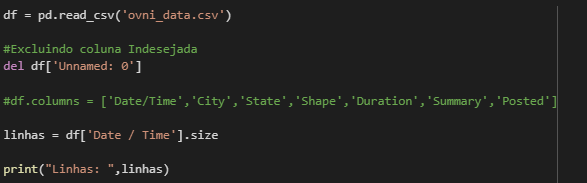 df = pd.read_csv('ovni_data.csv')
#Excluindo coluna Indesejada
del df['Unnamed: 0']
#df.columns = ['Date/Time','City','State','Shape','Duration','Summary','Posted']
linhas = df['Date / Time'].size
print("Linhas: ",linhas)